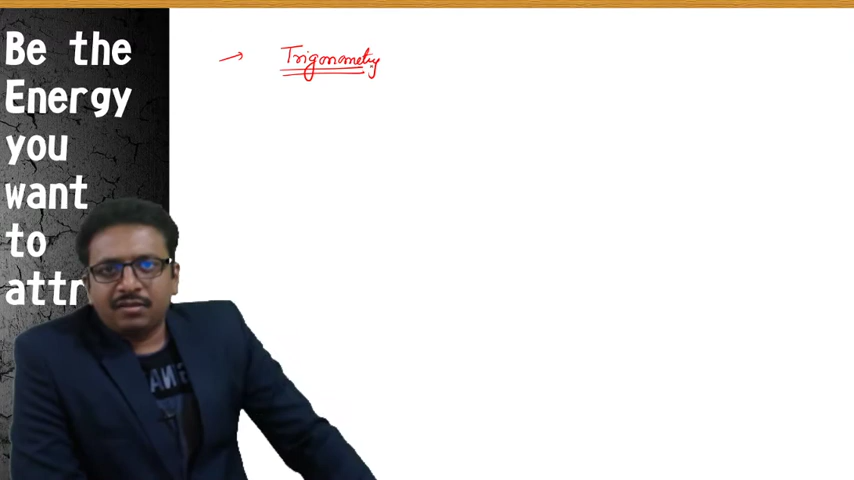 Be the
Energy
you
want
to
attr
→ Trigonometry